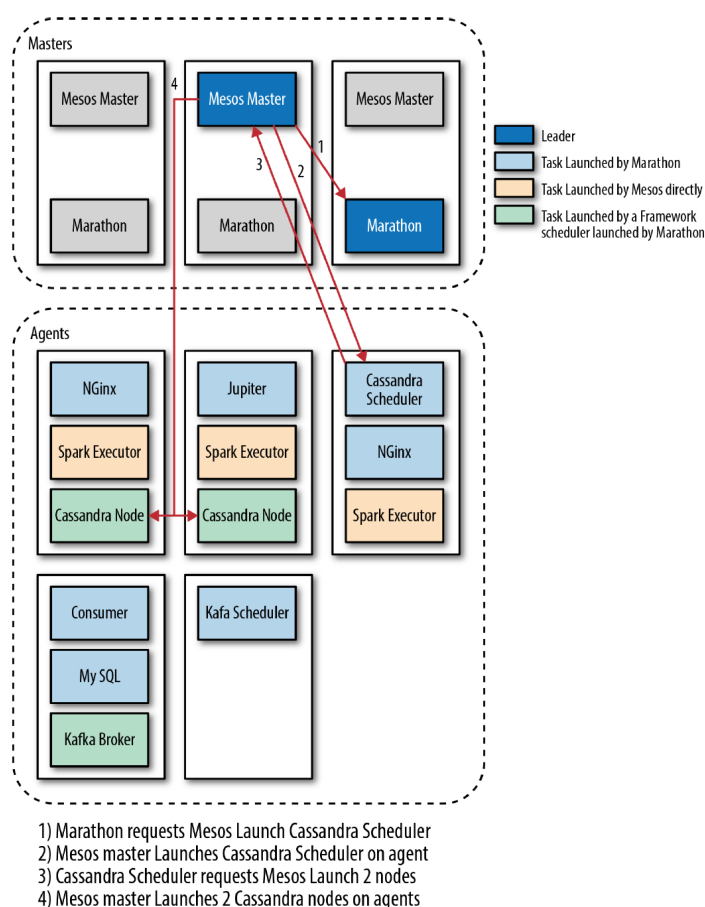 Masters
4
Mesos Master
Mesos Master
Mesos Master
1
3
2
Marathon
Marathon
Marathon
Leader
Task Launched by Marathon
Task Launched by Mesos directly
Task Launched by a Framework
scheduler launched by Marathon
Agents
NGinx
Jupiter
Cassandra
Scheduler
Spark Executor
Spark Executor
NGinx
Cassandra Node
Cassandra Node
Spark Executor
Consumer
Kafa Scheduler
My SQL
Kafka Broker
1) Marathon requests Mesos Launch Cassandra Scheduler
2) Mesos master Launches Cassandra Scheduler on agent
3) Cassandra Scheduler requests Mesos Launch 2 nodes
4) Mesos master Launches 2 Cassandra nodes on agents